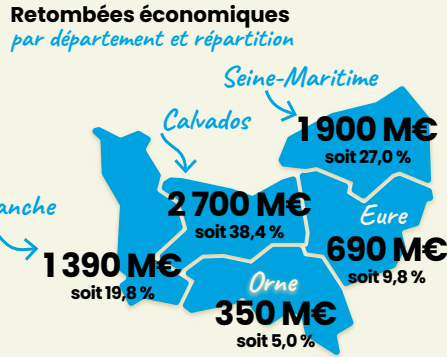 Retombées économiques
par département et répartition
Seine-Maritime
1 900 M€
soit 27,0 %
Calvados
2 700 M€
soit 38,4 %
anche
1 390 M€
soit 19,8 %
Eure
690 M€
soit 9,8 %
Orne
350 M€
soit 5,0 %